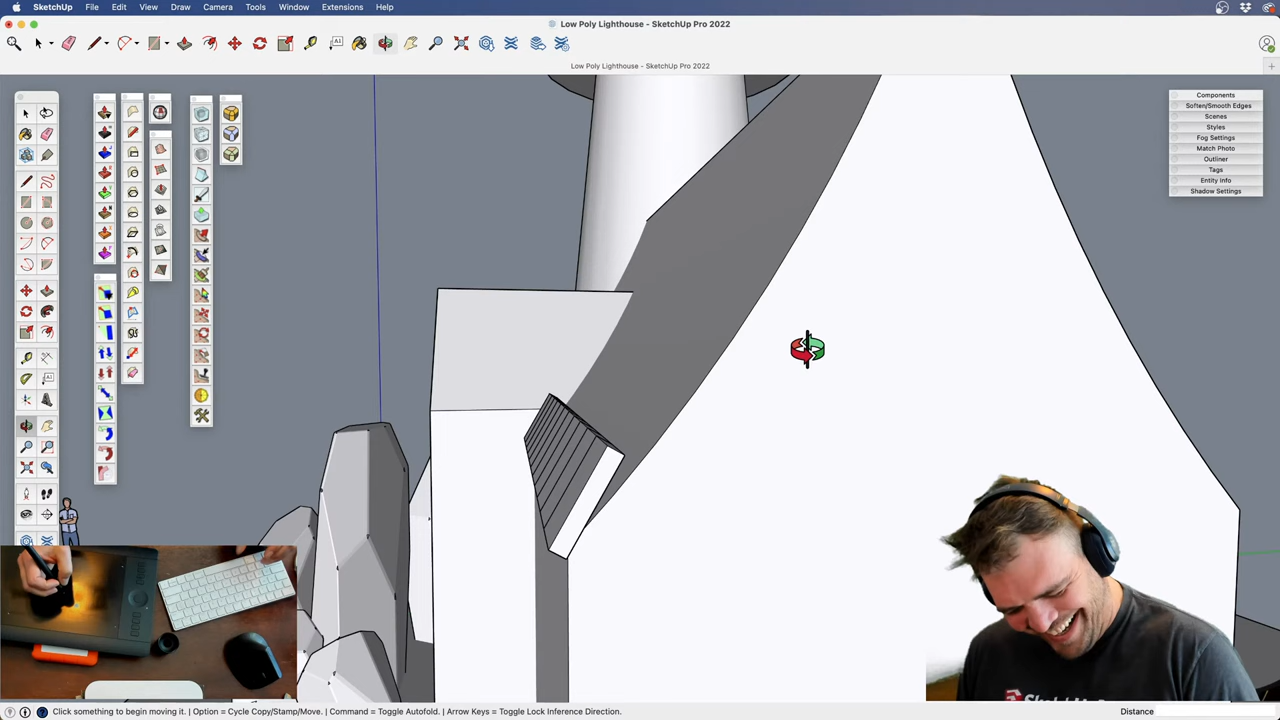 SketchUp File Edit View Draw Camera Tools Window Extensions Help
Low Poly Lighthouse - SketchUp Pro 2022
Low Poly Lighthouse - SketchUp Pro 2022
Components
Soften/Smooth Edges
Scenes
Styles
Fog Settings
Match Photo
Outliner
Tags
Entity Info
Shadow Settings
Click something to begin moving it. | Option = Cycle Copy/Stamp/Move. | Command = Toggle Autofold. | Arrow Keys = Toggle Lock Inference Direction.
Distance